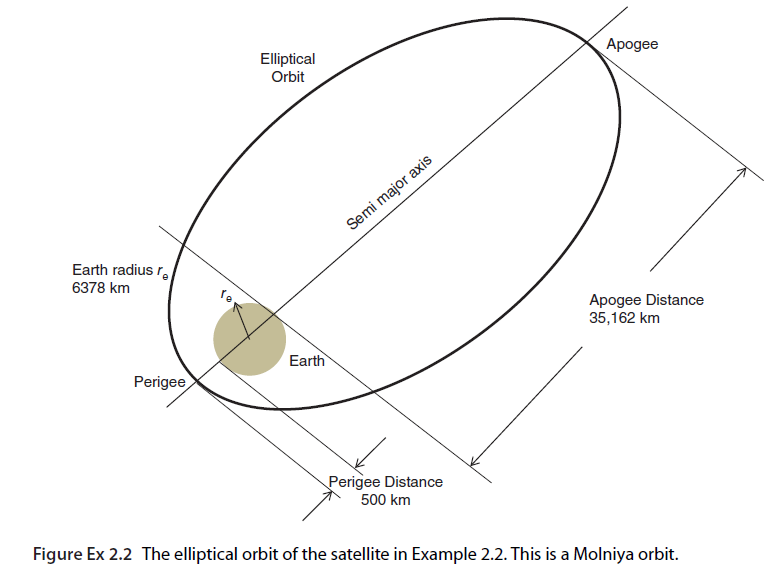 Apogee
Elliptical
Orbit
Semi major axis
Earth radius rₑ
6378 km
rₑ
Apogee Distance
35,162 km
Earth
Perigee
Perigee Distance
500 km
Figure Ex 2.2 The elliptical orbit of the satellite in Example 2.2. This is a Molniya orbit.